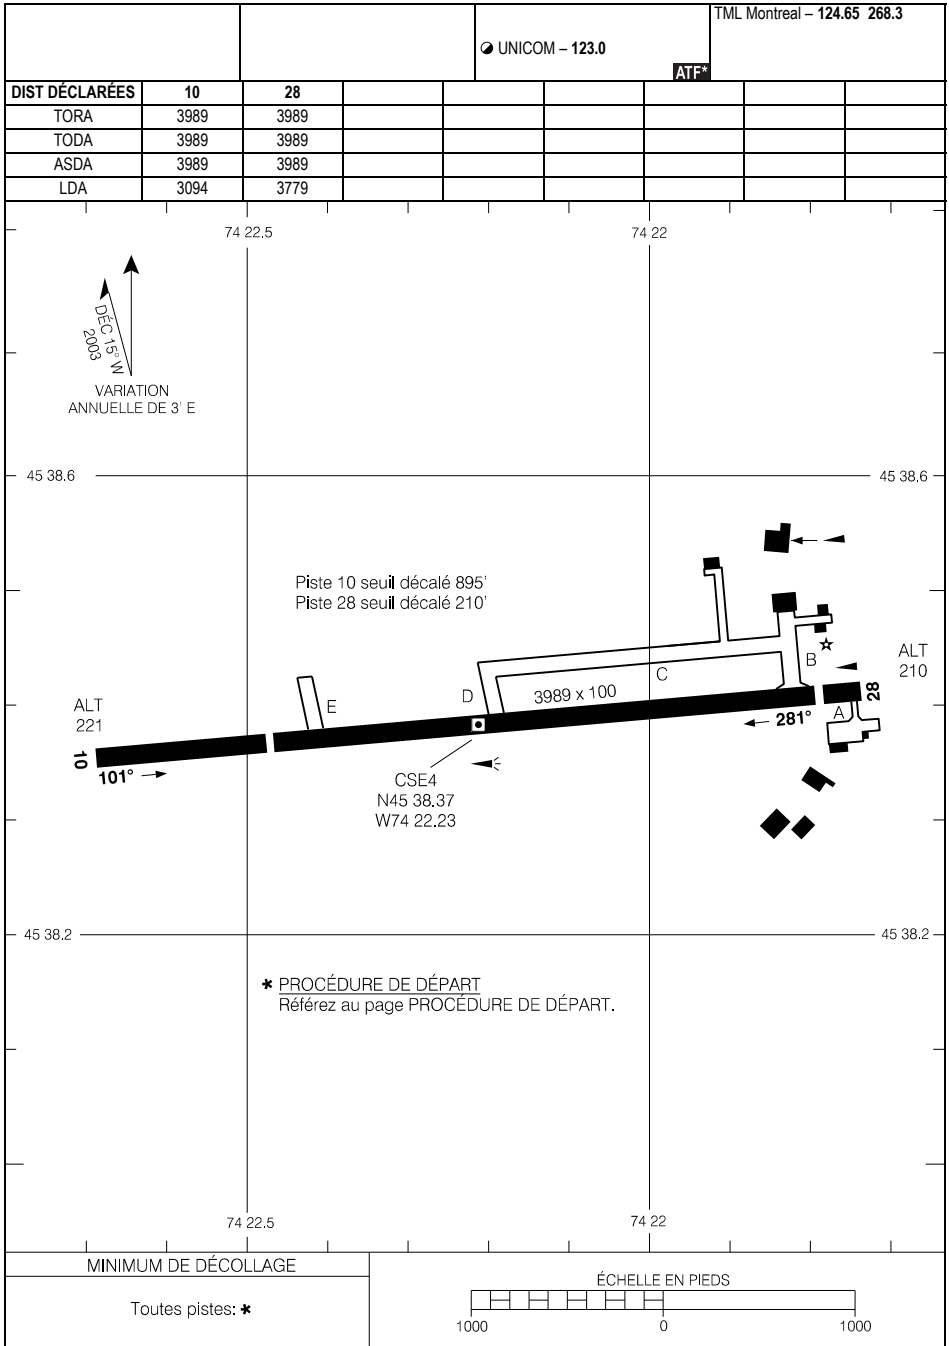 TML Montreal – 124.65 268.3
UNICOM – 123.0
ATF*
DIST DÉCLARÉES 10 28
TORA 3989 3989
TODA 3989 3989
ASDA 3989 3989
LDA 3094 3779
74 22.5 74 22
DÉC 15° W
2003
VARIATION
ANNUELLE DE 3' E
45 38.6 45 38.6
Piste 10 seuil décalé 895'
Piste 28 seuil décalé 210'
ALT
210
B
C
D
E
A
3989 x 100
28
281°
ALT
221
10
101°
CSE4
N45 38.37
W74 22.23
45 38.2 45 38.2
* PROCÉDURE DE DÉPART
Référez au page PROCÉDURE DE DÉPART.
74 22.5 74 22
MINIMUM DE DÉCOLLAGE
Toutes pistes: *
ÉCHELLE EN PIEDS
1000 0 1000